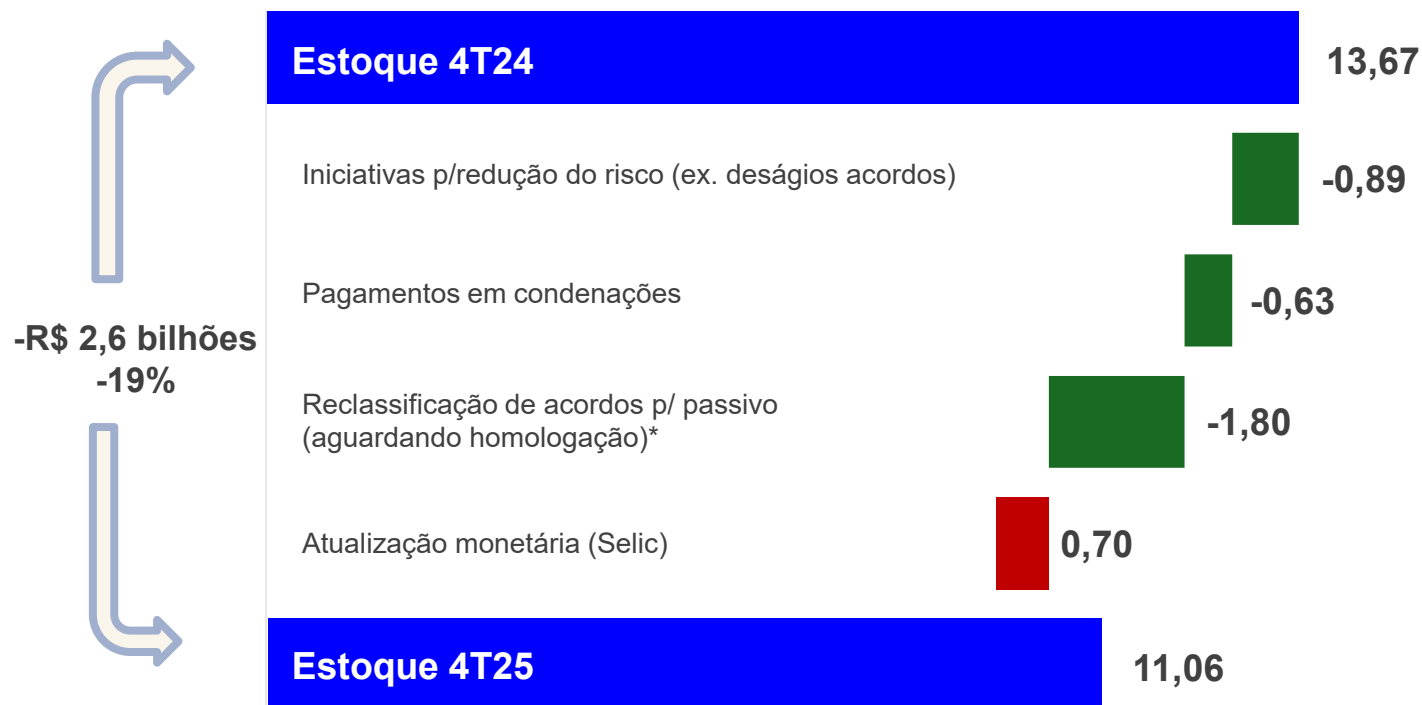 Estoque 4T24
13,67
Iniciativas p/redução do risco (ex. deságios acordos)
-0,89
Pagamentos em condenações
-0,63
-R$ 2,6 bilhões
-19%
Reclassificação de acordos p/ passivo
(aguardando homologação)*
-1,80
Atualização monetária (Selic)
0,70
Estoque 4T25
11,06